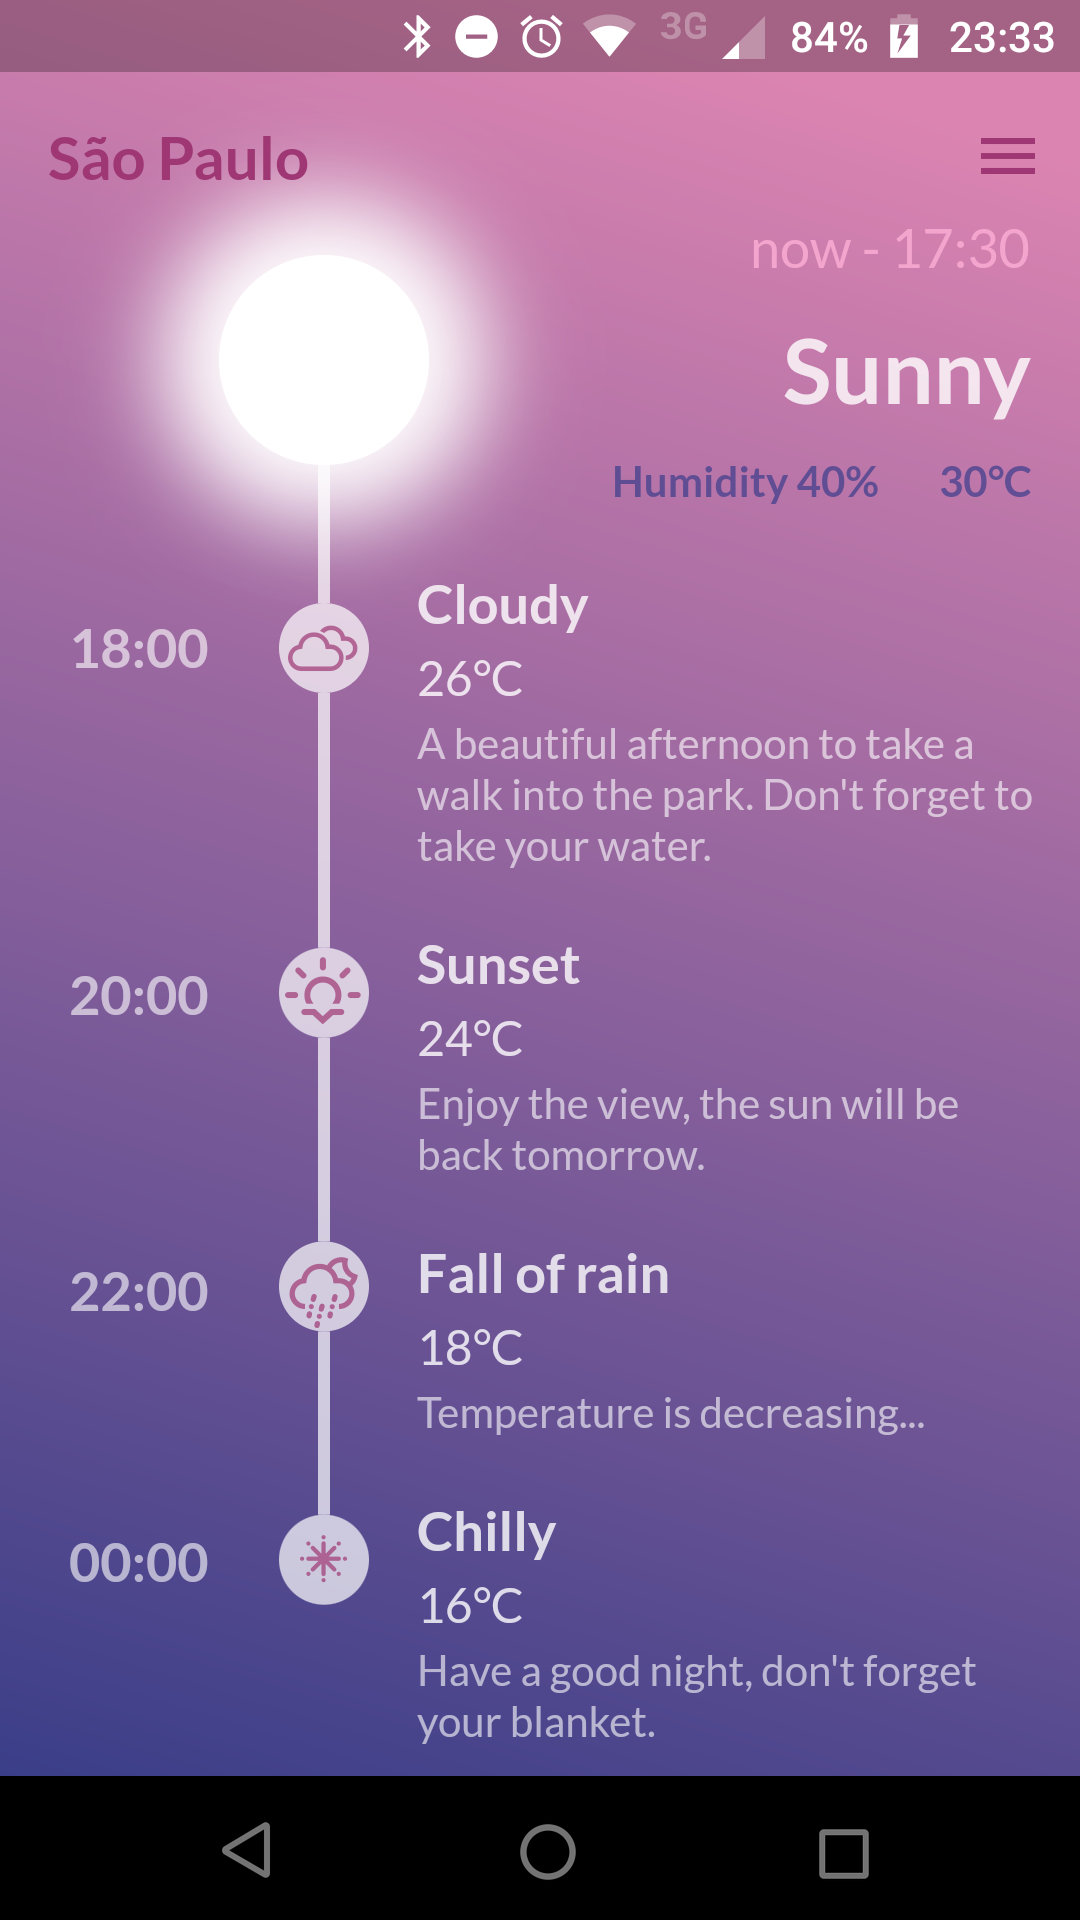 3G 84% 23:33
São Paulo
now - 17:30
Sunny
Humidity 40% 30°C
18:00
Cloudy
26°C
A beautiful afternoon to take a
walk into the park. Don't forget to
take your water.
20:00
Sunset
24°C
Enjoy the view, the sun will be
back tomorrow.
22:00
Fall of rain
18°C
Temperature is decreasing...
00:00
Chilly
16°C
Have a good night, don't forget
your blanket.